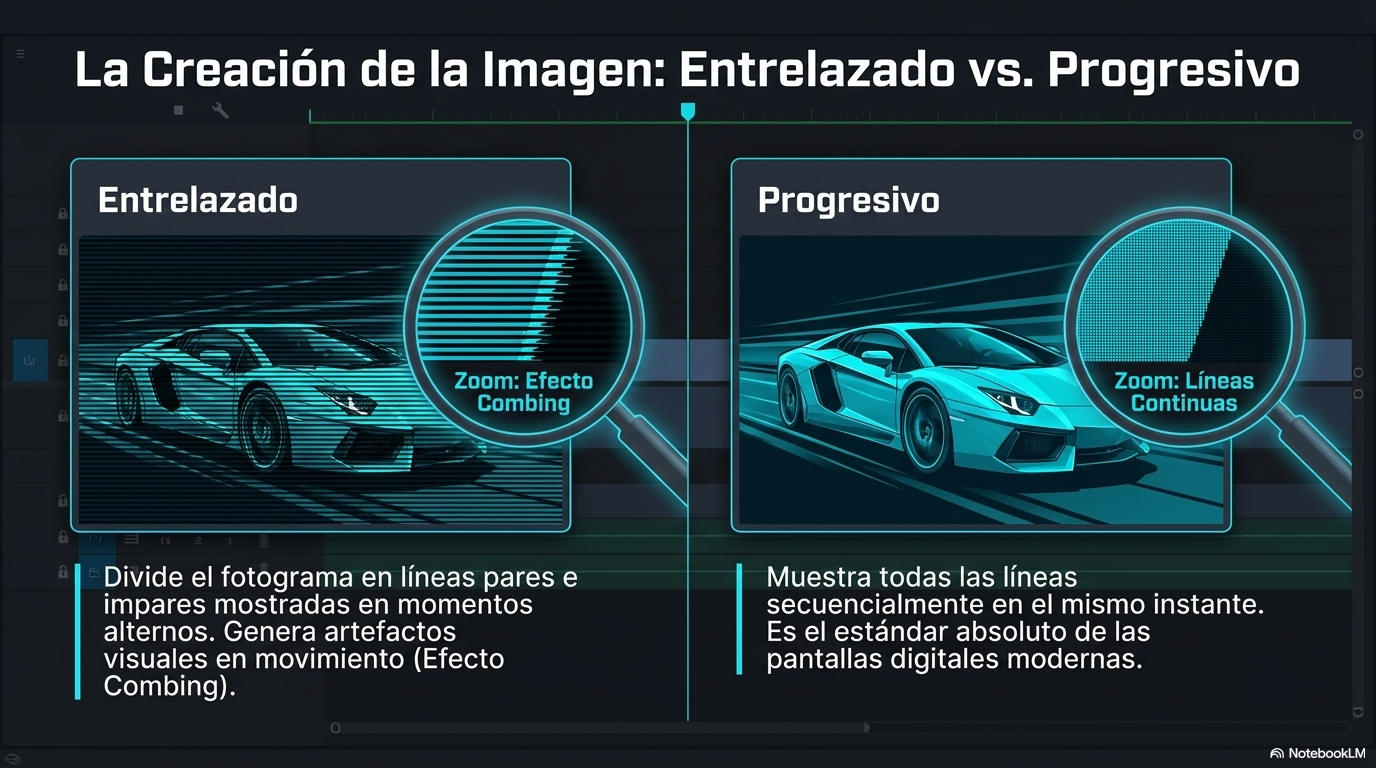 La Creación de la Imagen: Entrelazado vs. Progresivo
Entrelazado
Zoom: Efecto
Combing
Divide el fotograma en líneas pares e
impares mostradas en momentos
alternos. Genera artefactos
visuales en movimiento (Efecto
Combing).
Progresivo
Zoom: Líneas
Continuas
Muestra todas las líneas
secuencialmente en el mismo instante.
Es el estándar absoluto de las
pantallas digitales modernas.
NotebookLM